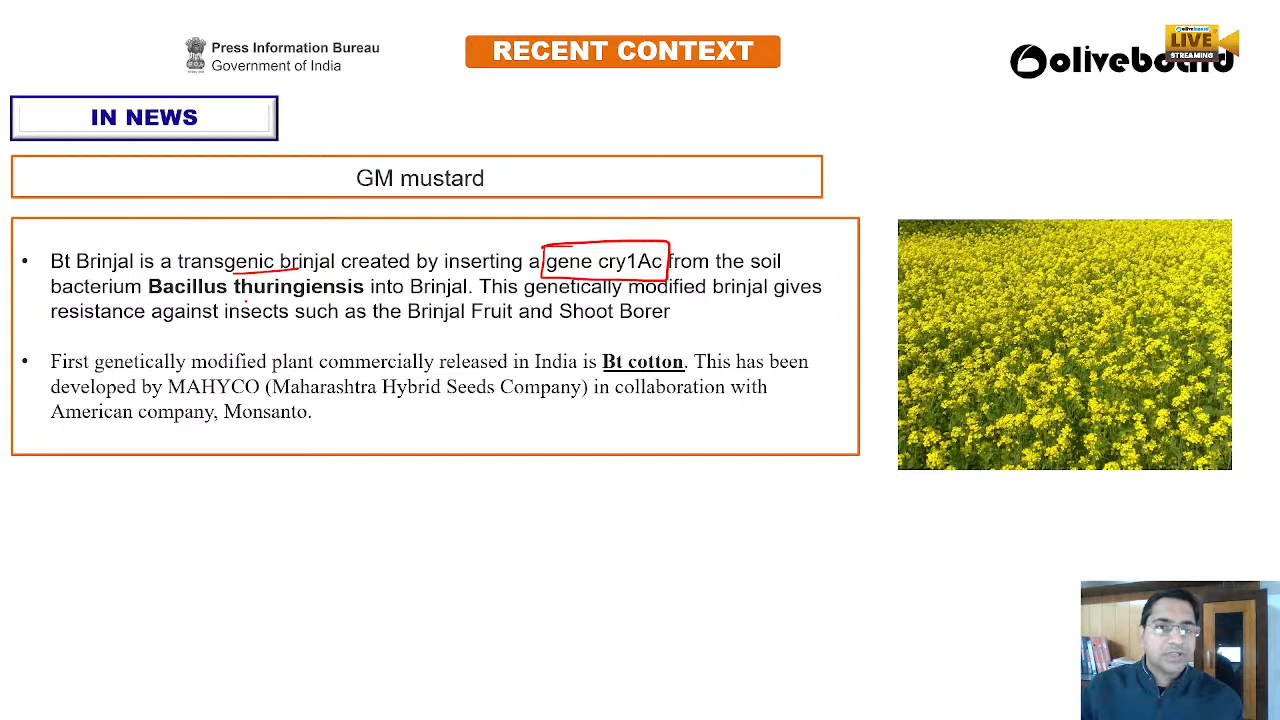 Press Information Bureau
Government of India
RECENT CONTEXT
oliveboard
LIVE
STREAMING
IN NEWS
GM mustard
• Bt Brinjal is a transgenic brinjal created by inserting a gene cry1Ac from the soil
bacterium Bacillus thuringiensis into Brinjal. This genetically modified brinjal gives
resistance against insects such as the Brinjal Fruit and Shoot Borer
• First genetically modified plant commercially released in India is Bt cotton. This has been
developed by MAHYCO (Maharashtra Hybrid Seeds Company) in collaboration with
American company, Monsanto.